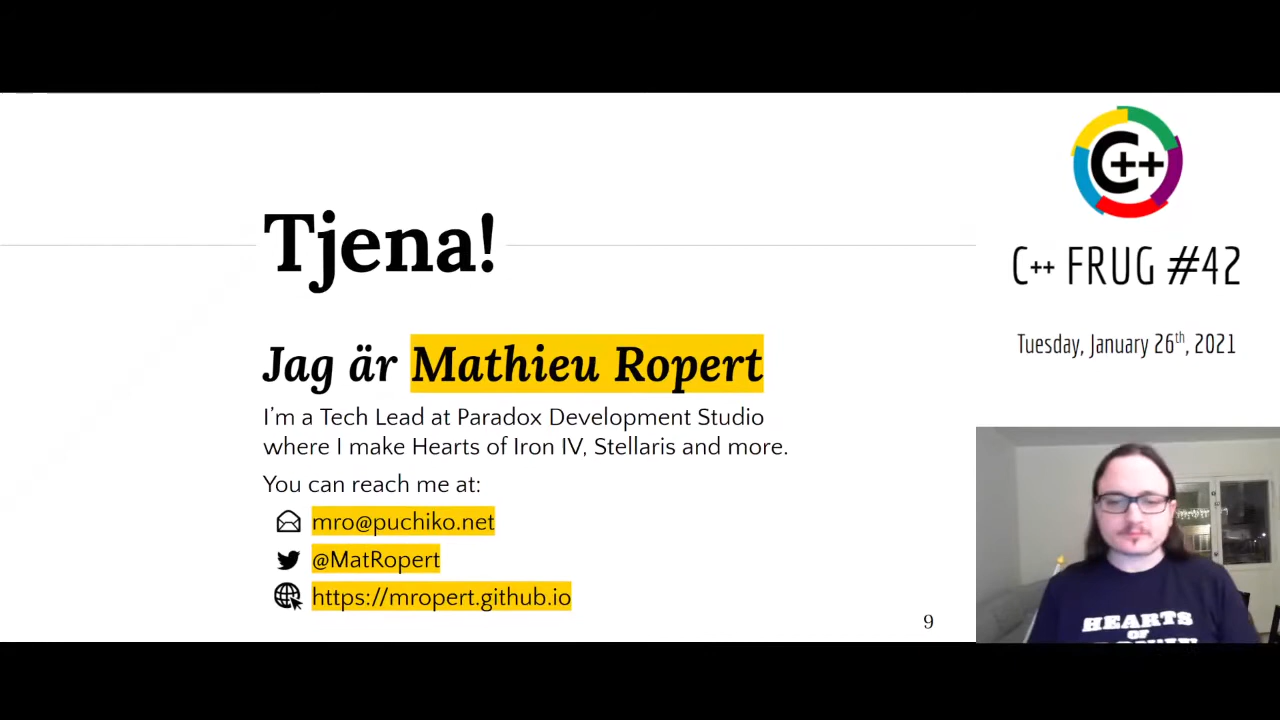 Tjena!
Jag är Mathieu Ropert
I'm a Tech Lead at Paradox Development Studio
where I make Hearts of Iron IV, Stellaris and more.
You can reach me at:
mro@puchiko.net
@MatRopert
https://mropert.github.io
9
C++
C++ FRUG #42
Tuesday, January 26th, 2021
HEARTS
OF